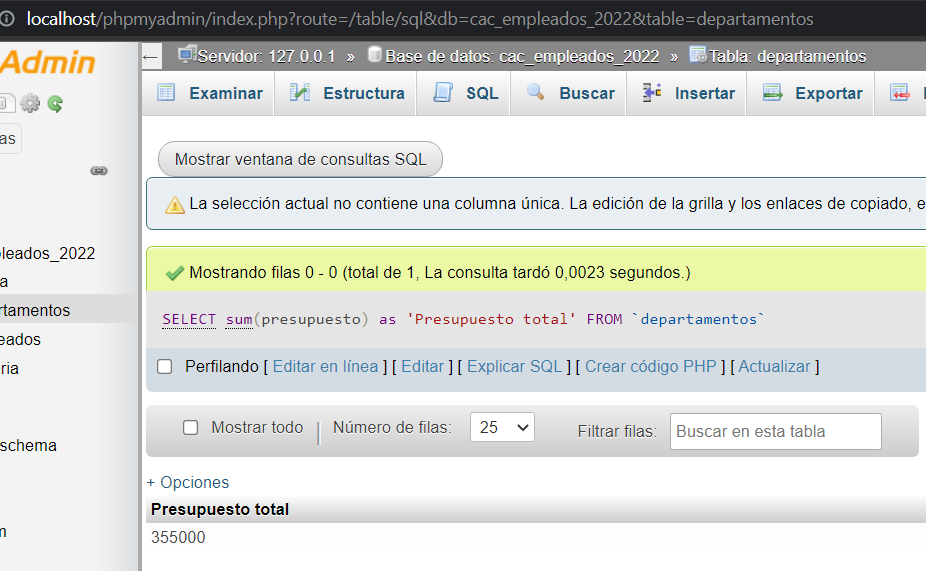 localhost/phpmyadmin/index.php?route=/table/sql&db=cac_empleados_2022&table=departamentos
Admin
← Servidor: 127.0.0.1 » Base de datos: cac_empleados_2022 » Tabla: departamentos
Examinar Estructura SQL Buscar Insertar Exportar
as
Mostrar ventana de consultas SQL
La selección actual no contiene una columna única. La edición de la grilla y los enlaces de copiado, e
pleados_2022
a
rtamentos
eados
ria
schema
m
Mostrando filas 0 - 0 (total de 1, La consulta tardó 0,0023 segundos.)
SELECT sum(presupuesto) as 'Presupuesto total' FROM `departamentos`
Perfilando [ Editar en línea ] [ Editar ] [ Explicar SQL ] [ Crear código PHP ] [ Actualizar ]
Mostrar todo | Número de filas: 25 Filtrar filas: Buscar en esta tabla
+ Opciones
Presupuesto total
355000